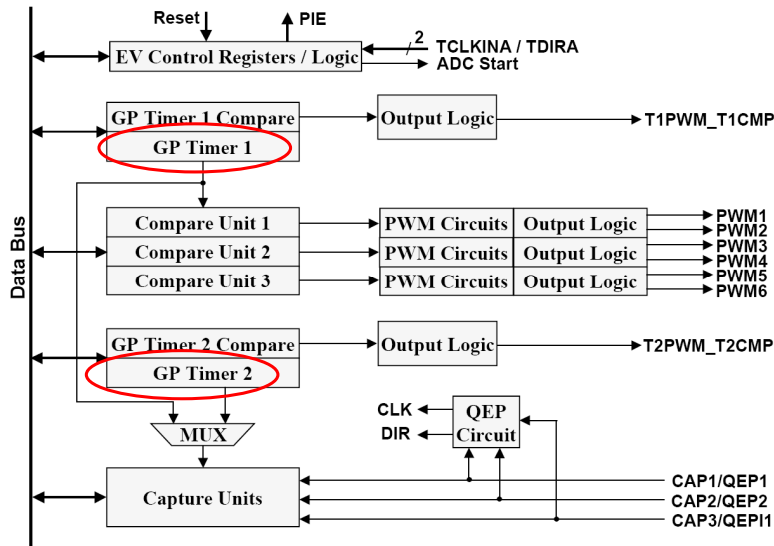 Reset
PIE
EV Control Registers / Logic
2
TCLKINA / TDIRA
ADC Start
GP Timer 1 Compare
Output Logic
T1PWM_T1CMP
GP Timer 1
Data Bus
Compare Unit 1
PWM Circuits
Output Logic
PWM1
PWM2
Compare Unit 2
PWM Circuits
Output Logic
PWM3
PWM4
Compare Unit 3
PWM Circuits
Output Logic
PWM5
PWM6
GP Timer 2 Compare
Output Logic
T2PWM_T2CMP
GP Timer 2
CLK
DIR
QEP
Circuit
MUX
Capture Units
CAP1/QEP1
CAP2/QEP2
CAP3/QEPI1